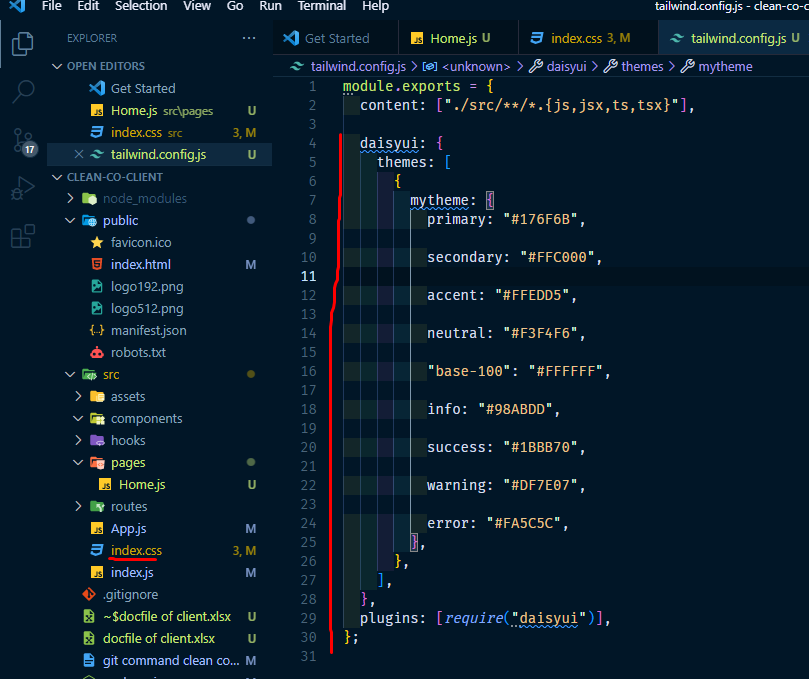 File Edit Selection View Go Run Terminal Help tailwind.config.js - clean-co-c
EXPLORER ...
Get Started Home.js U index.css 3, M tailwind.config.js U
tailwind.config.js > <unknown> > daisyui > themes > mytheme
OPEN EDITORS
Get Started
Home.js src\pages U
index.css src 3, M
tailwind.config.js U
CLEAN-CO-CLIENT
node_modules
public
favicon.ico
index.html M
logo192.png
logo512.png
manifest.json
robots.txt
src
assets
components
hooks
pages
Home.js U
routes
App.js M
index.css 3, M
index.js M
.gitignore
~$docfile of client.xlsx U
docfile of client.xlsx U
git command clean co... M
17
1 module.exports = {
2 content: ["./src/**/*.{js,jsx,ts,tsx}"],
3
4 daisyui: {
5 themes: [
6 {
7 mytheme: {
8 primary: "#176F6B",
9
10 secondary: "#FFC000",
11
12 accent: "#FFEDD5",
13
14 neutral: "#F3F4F6",
15
16 "base-100": "#FFFFFF",
17
18 info: "#98ABDD",
19
20 success: "#1BBB70",
21
22 warning: "#DF7E07",
23
24 error: "#FA5C5C",
25 },
26 },
27 ],
28 },
29 plugins: [require("daisyui")],
30 };
31